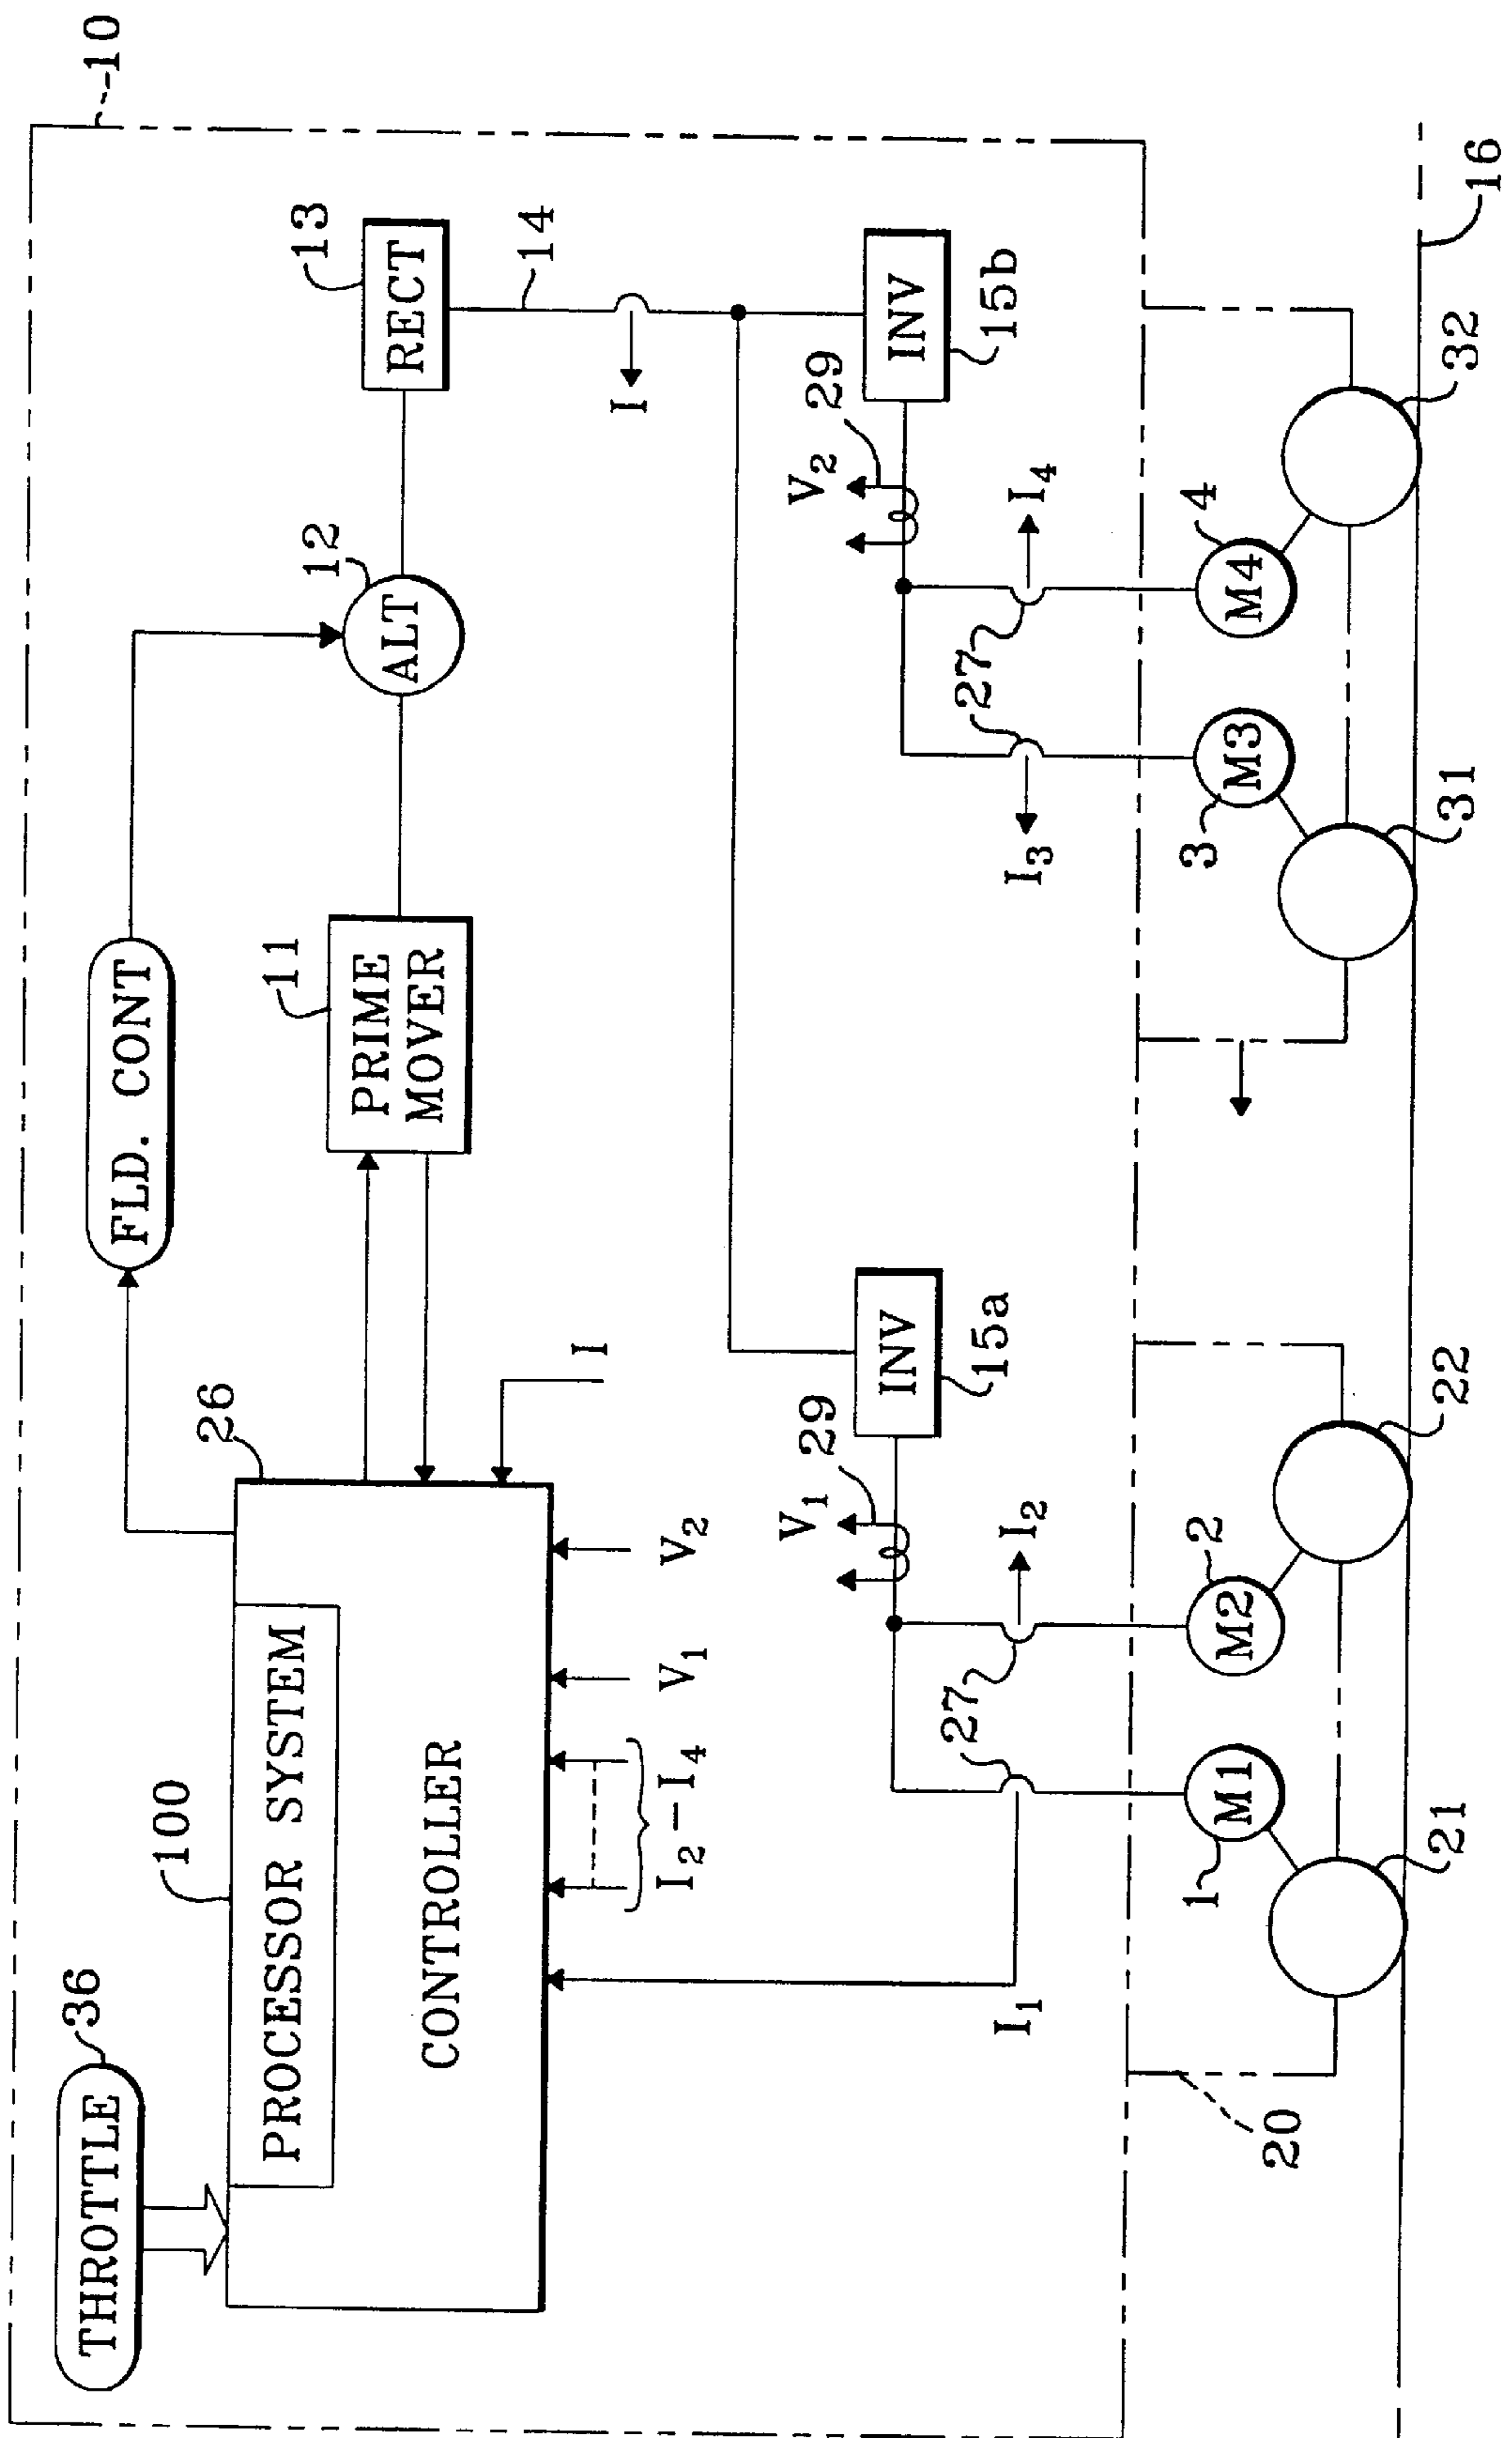 10
THROTTLE
36
FLD. CONT
100
PROCESSOR SYSTEM
CONTROLLER
26
PRIME
MOVER
11
ALT
12
RECT
13
14
I
I
I₂-I₄
V₁
V₂
I₁
INV
15a
V₁
29
27
I₂
INV
15b
V₂
29
27
I₃
I₄
M1
1
M2
2
M3
3
M4
4
20
21
22
31
32
16